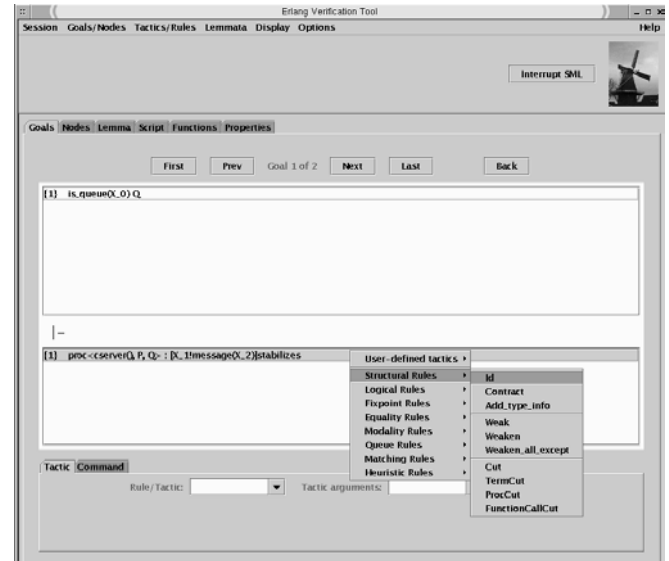 Erlang Verification Tool
Session Goals/Nodes Tactics/Rules Lemmata Display Options Help
Interrupt SML
Goals Nodes Lemma Script Functions Properties
First Prev Goal 1 of 2 Next Last Back
[1] is_queue(X_0) Q
|-
[1] proc<cserver(), P, Q> : [X_1!message(X_2)]stabilizes
User-defined tactics
Structural Rules
Logical Rules
Fixpoint Rules
Equality Rules
Modality Rules
Queue Rules
Matching Rules
Heuristic Rules
Id
Contract
Add_type_info
Weak
Weaken
Weaken_all_except
Cut
TermCut
ProcCut
FunctionCallCut
Tactic Command
Rule/Tactic: Tactic arguments: